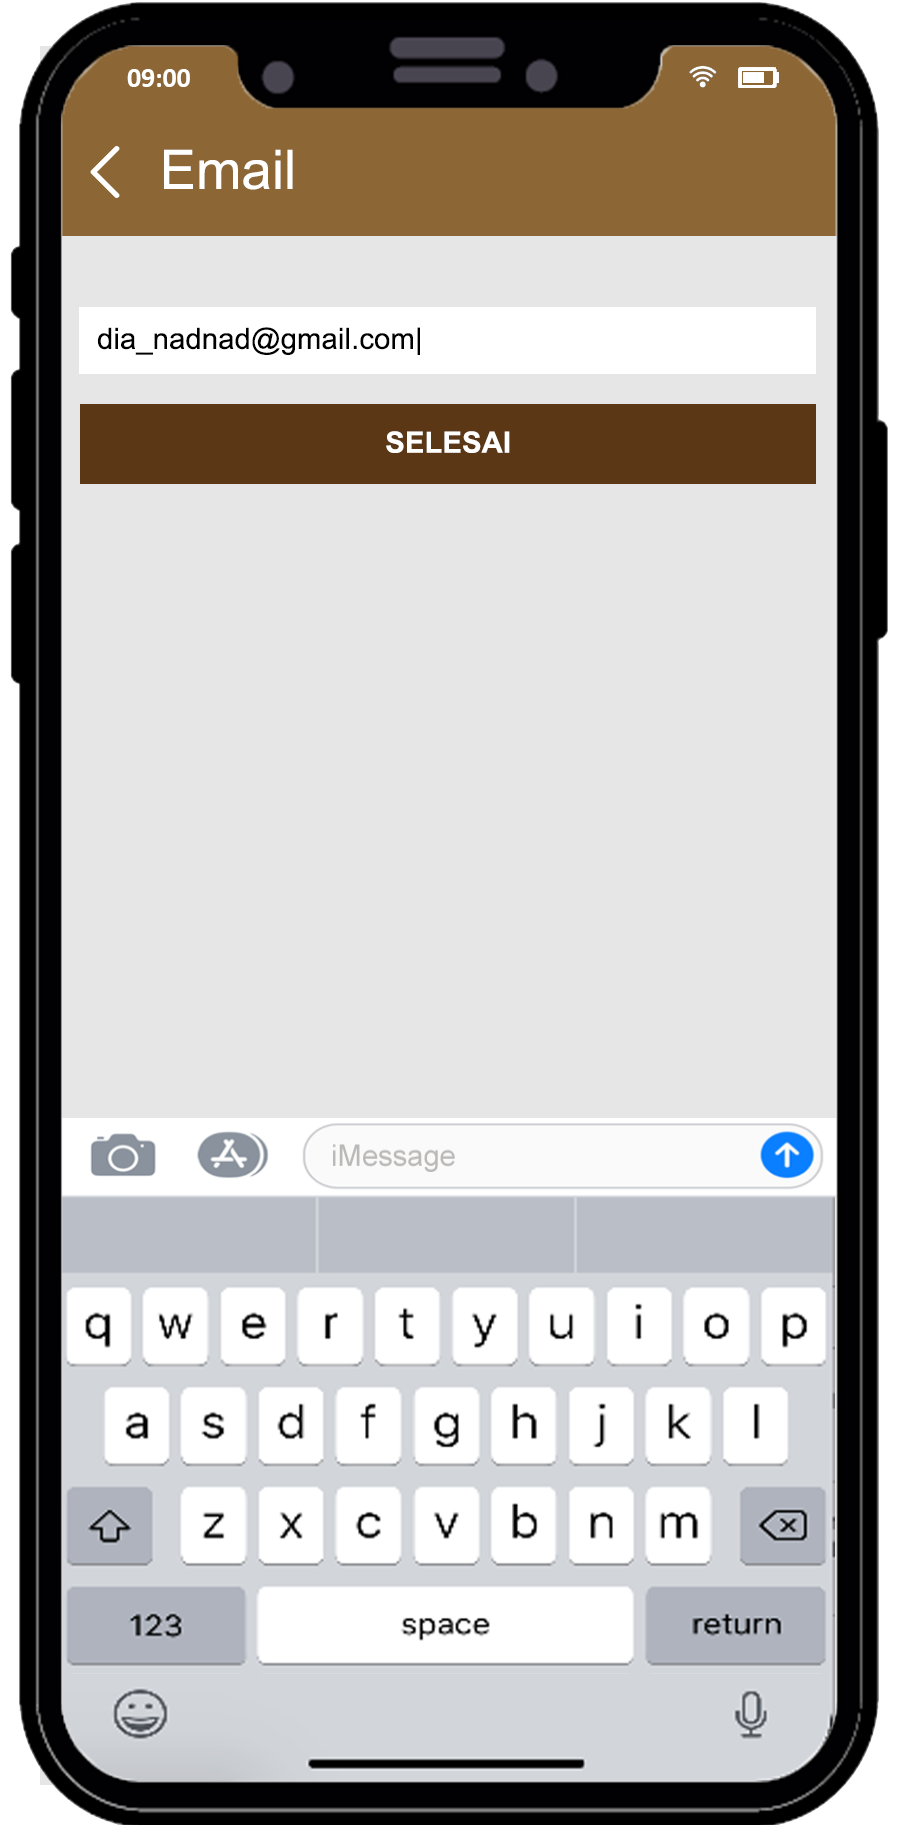 09:00
Email
dia_nadnad@gmail.com
SELESAI
iMessage
q w e r t y u i o p
a s d f g h j k l
z x c v b n m
123 space return